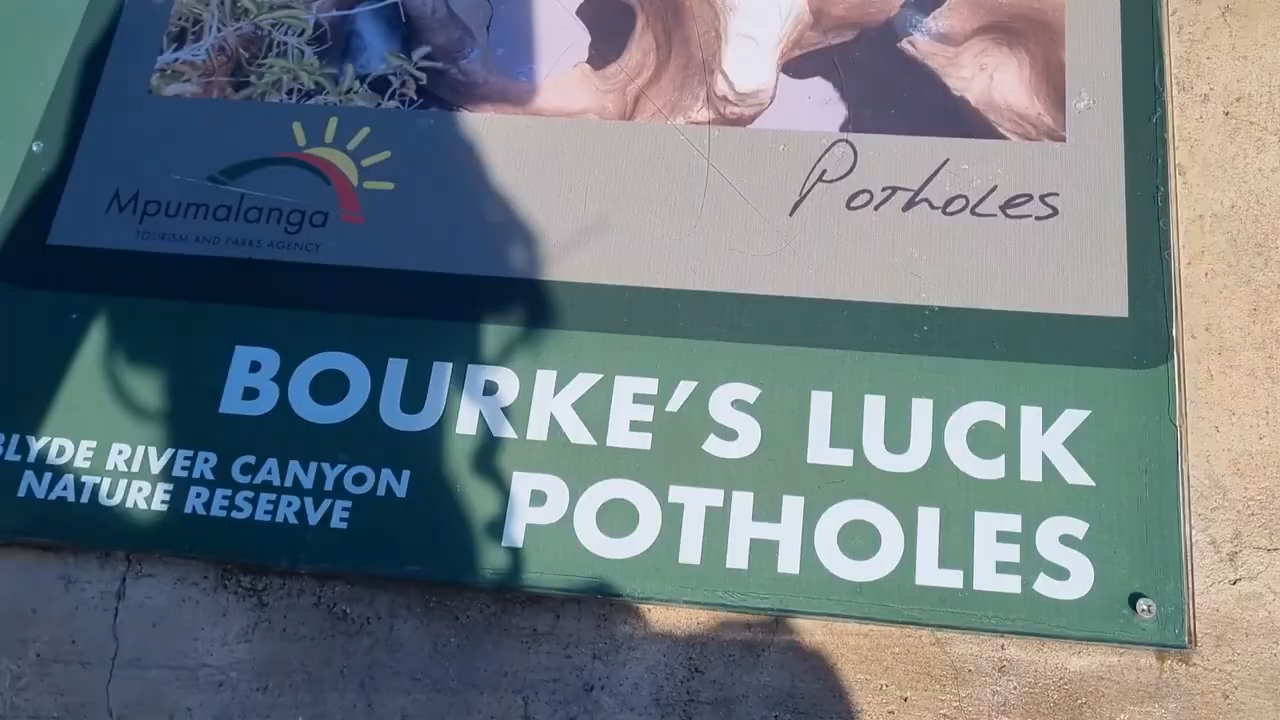 Potholes
Mpumalanga
TOURISM AND PARKS AGENCY
BOURKE'S LUCK
POTHOLES
BLYDE RIVER CANYON
NATURE RESERVE